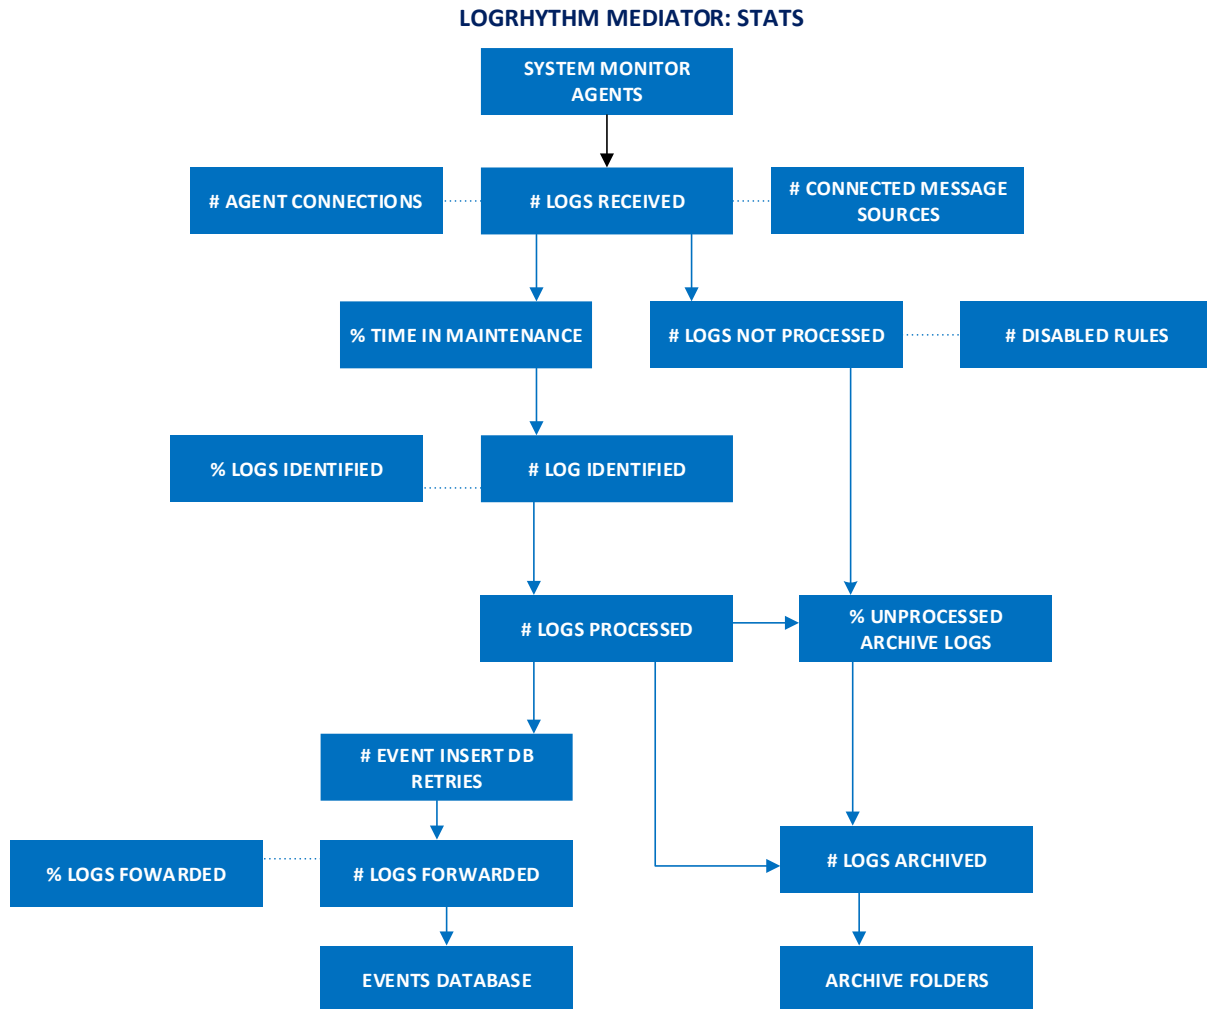 LOGRHYTHM MEDIATOR: STATS
SYSTEM MONITOR
AGENTS
# AGENT CONNECTIONS
# LOGS RECEIVED
# CONNECTED MESSAGE
SOURCES
% TIME IN MAINTENANCE
# LOGS NOT PROCESSED
# DISABLED RULES
% LOGS IDENTIFIED
# LOG IDENTIFIED
# LOGS PROCESSED
% UNPROCESSED
ARCHIVE LOGS
# EVENT INSERT DB
RETRIES
% LOGS FOWARDED
# LOGS FORWARDED
# LOGS ARCHIVED
EVENTS DATABASE
ARCHIVE FOLDERS